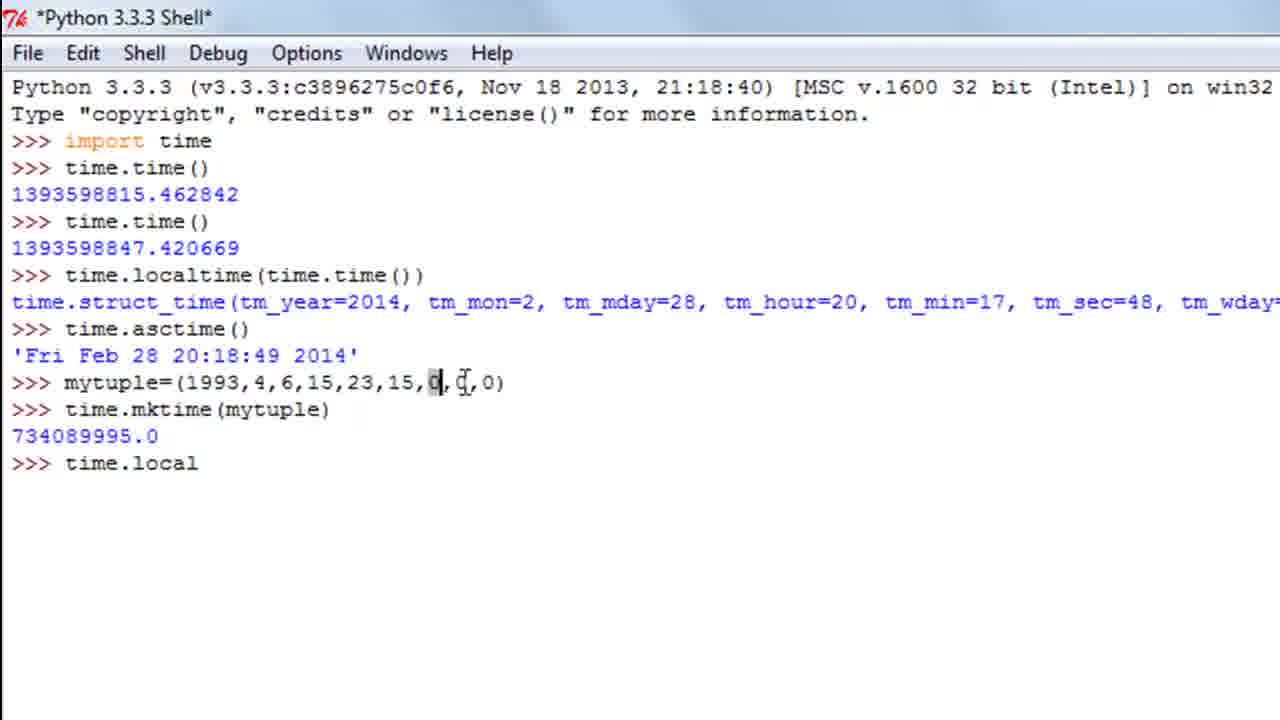 *Python 3.3.3 Shell*
File Edit Shell Debug Options Windows Help
Python 3.3.3 (v3.3.3:c3896275c0f6, Nov 18 2013, 21:18:40) [MSC v.1600 32 bit (Intel)] on win32
Type "copyright", "credits" or "license()" for more information.
>>> import time
>>> time.time()
1393598815.462842
>>> time.time()
1393598847.420669
>>> time.localtime(time.time())
time.struct_time(tm_year=2014, tm_mon=2, tm_mday=28, tm_hour=20, tm_min=17, tm_sec=48, tm_wday=
>>> time.asctime()
'Fri Feb 28 20:18:49 2014'
>>> mytuple=(1993,4,6,15,23,15,0,0,0)
>>> time.mktime(mytuple)
734089995.0
>>> time.local